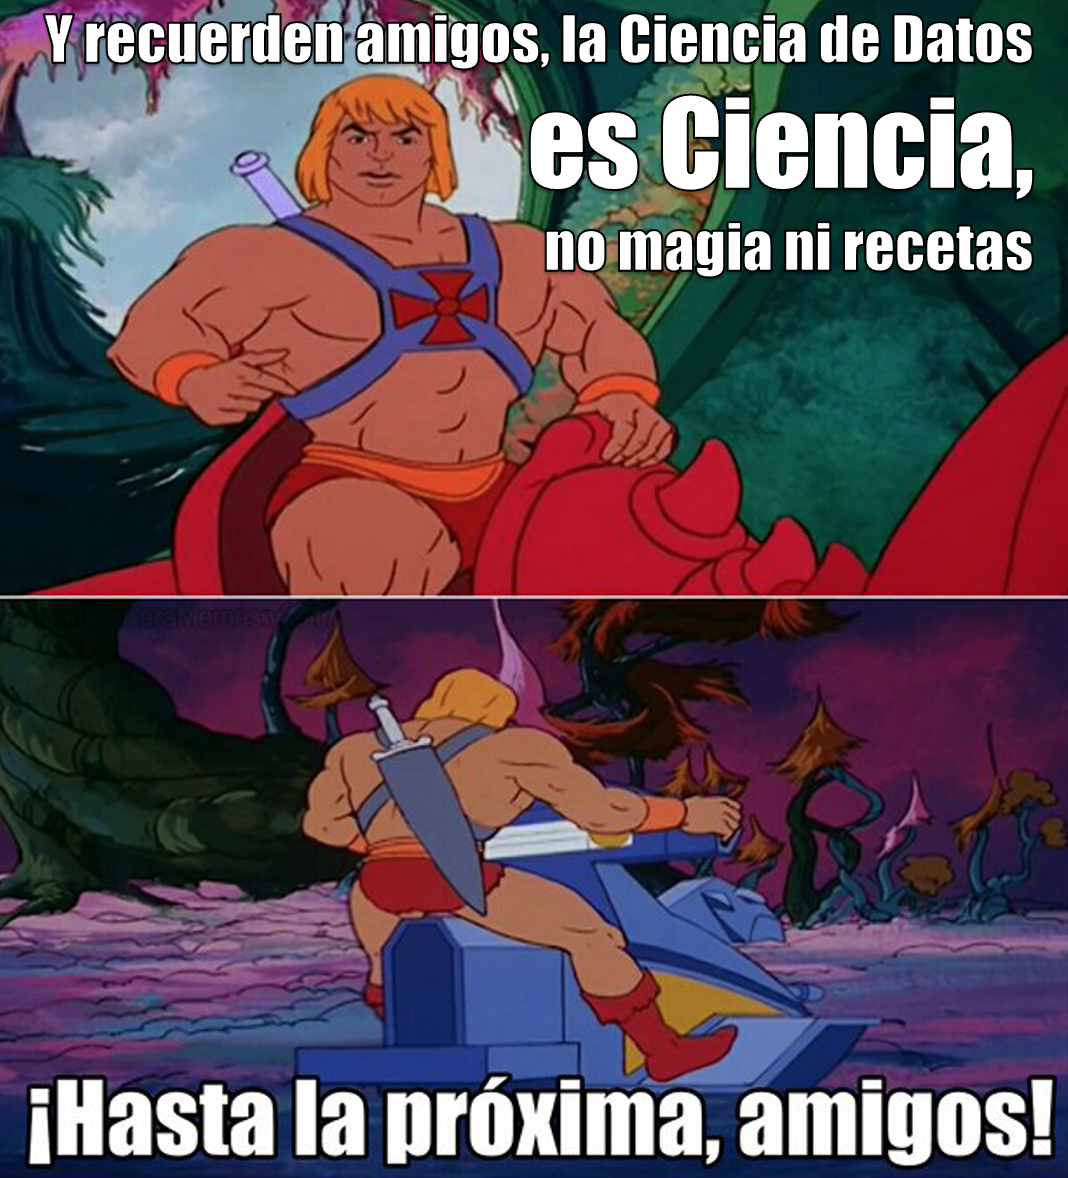 Y recuerden amigos, la Ciencia de Datos
es Ciencia,
no magia ni recetas
¡Hasta la próxima, amigos!